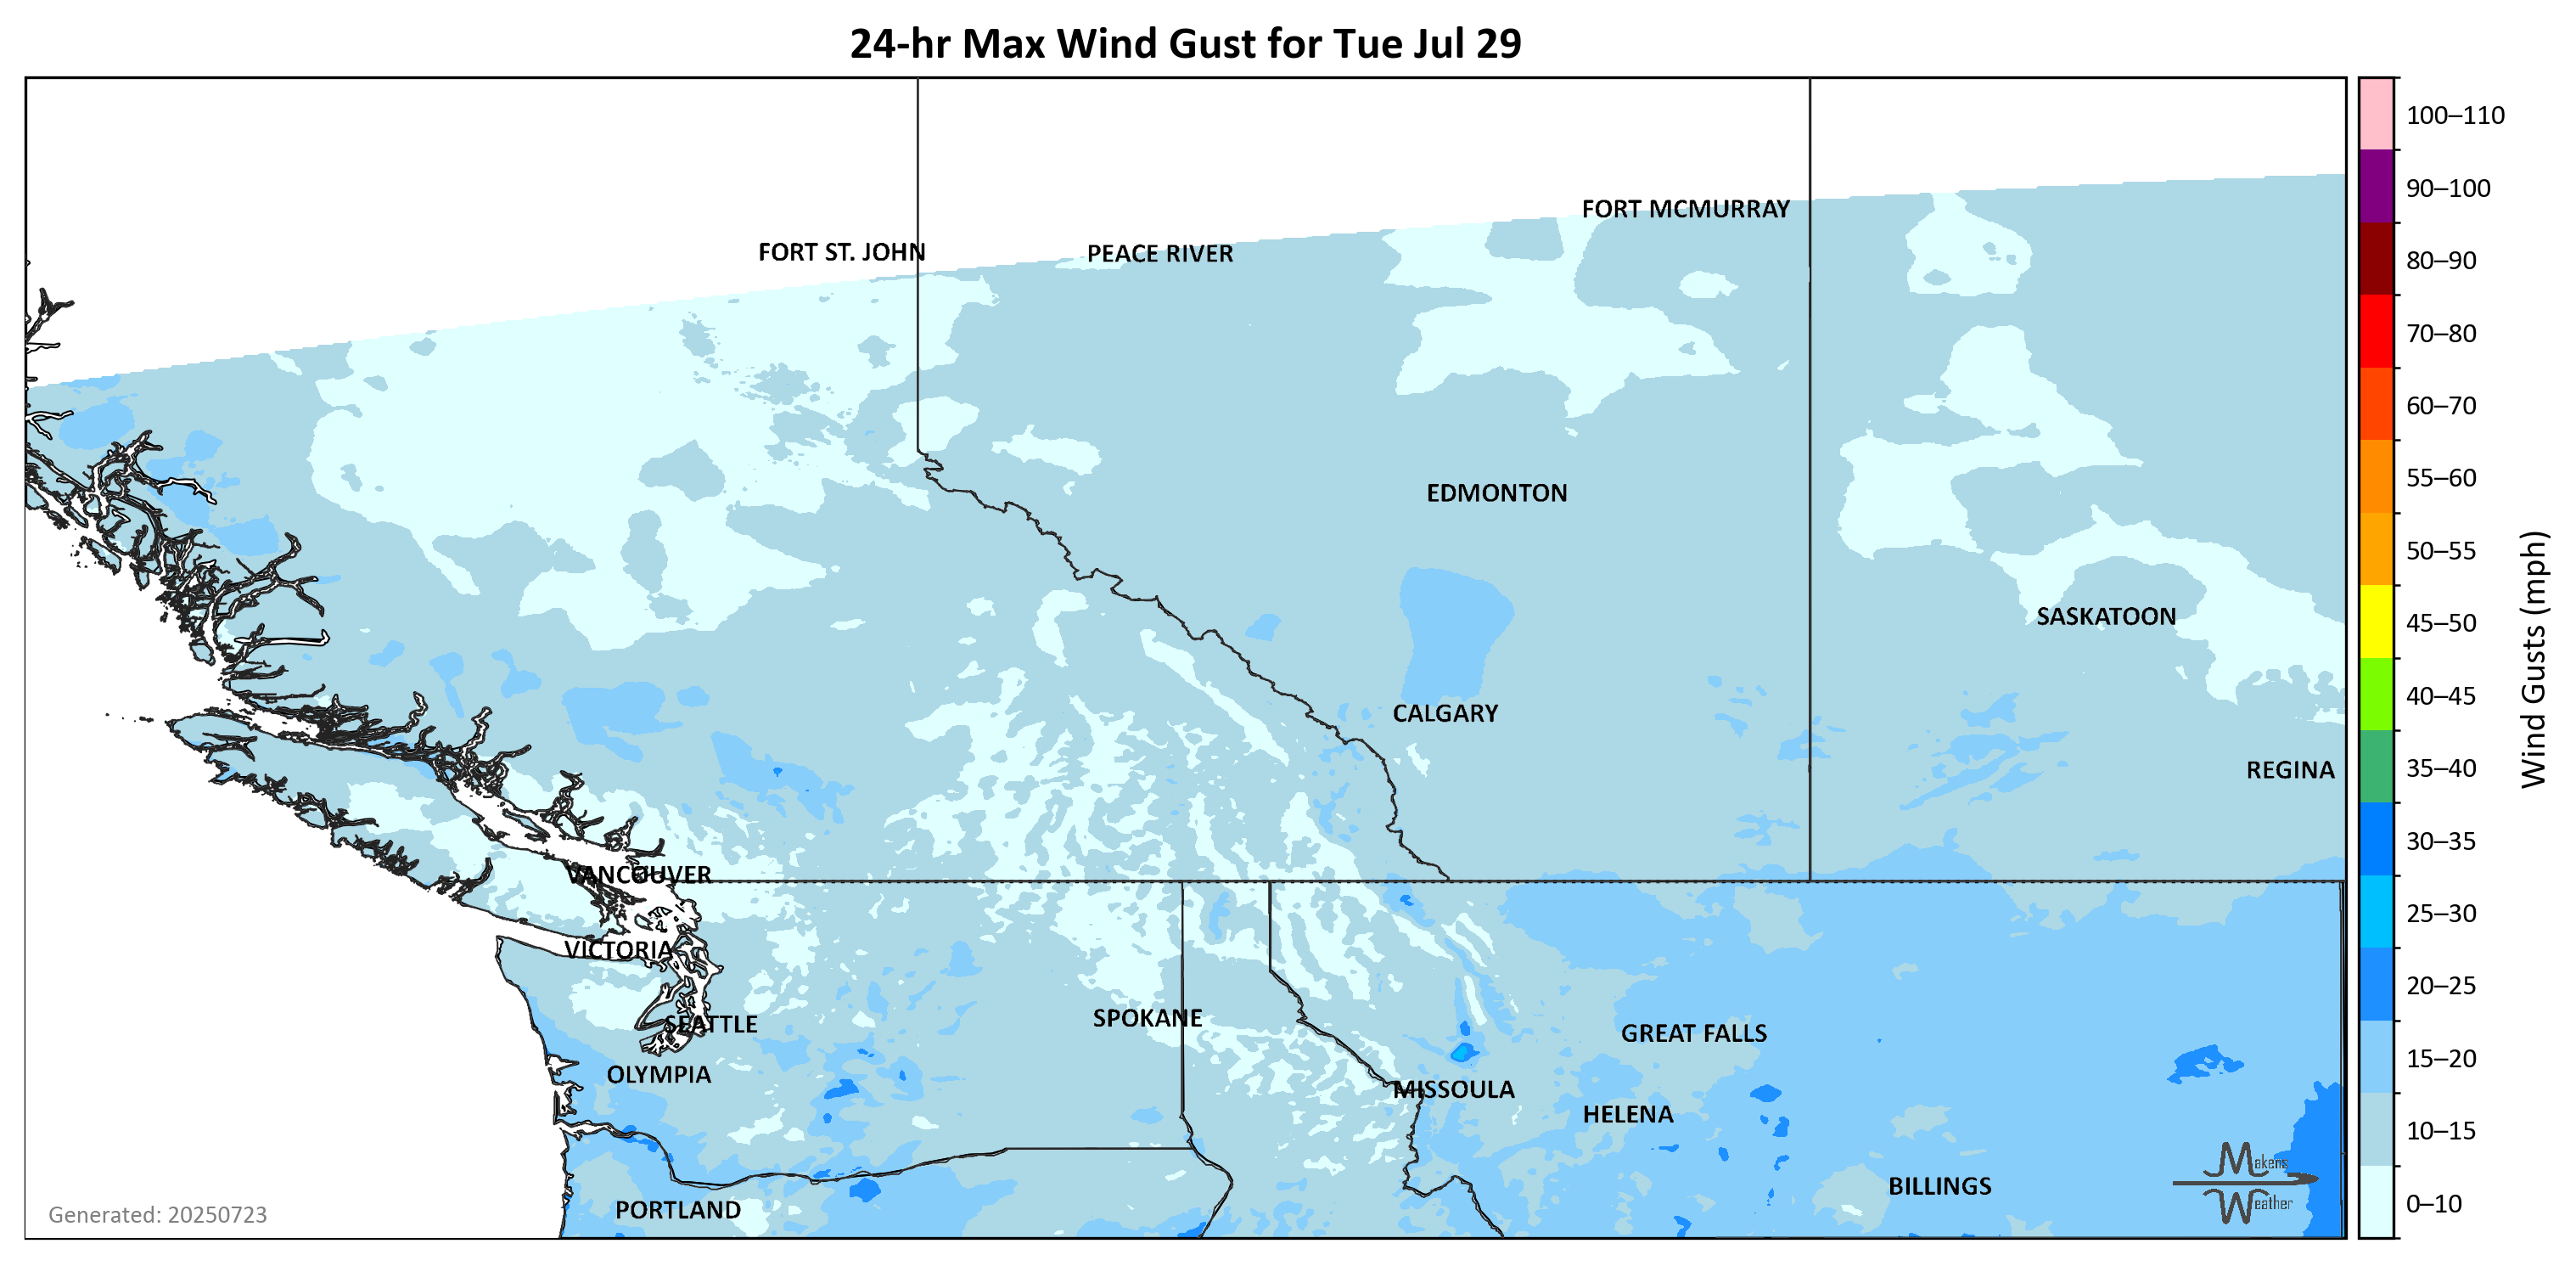 24-hr Max Wind Gust for Tue Jul 29
100–110
90–100
80–90
70–80
60–70
55–60
50–55
45–50
40–45
35–40
30–35
25–30
20–25
15–20
10–15
0–10
Wind Gusts (mph)
FORT MCMURRAY
FORT ST. JOHN
PEACE RIVER
EDMONTON
SASKATOON
CALGARY
REGINA
VANCOUVER
VICTORIA
SPOKANE
SEATTLE
GREAT FALLS
OLYMPIA
MISSOULA
HELENA
BILLINGS
PORTLAND
Makens
Weather
Generated: 20250723